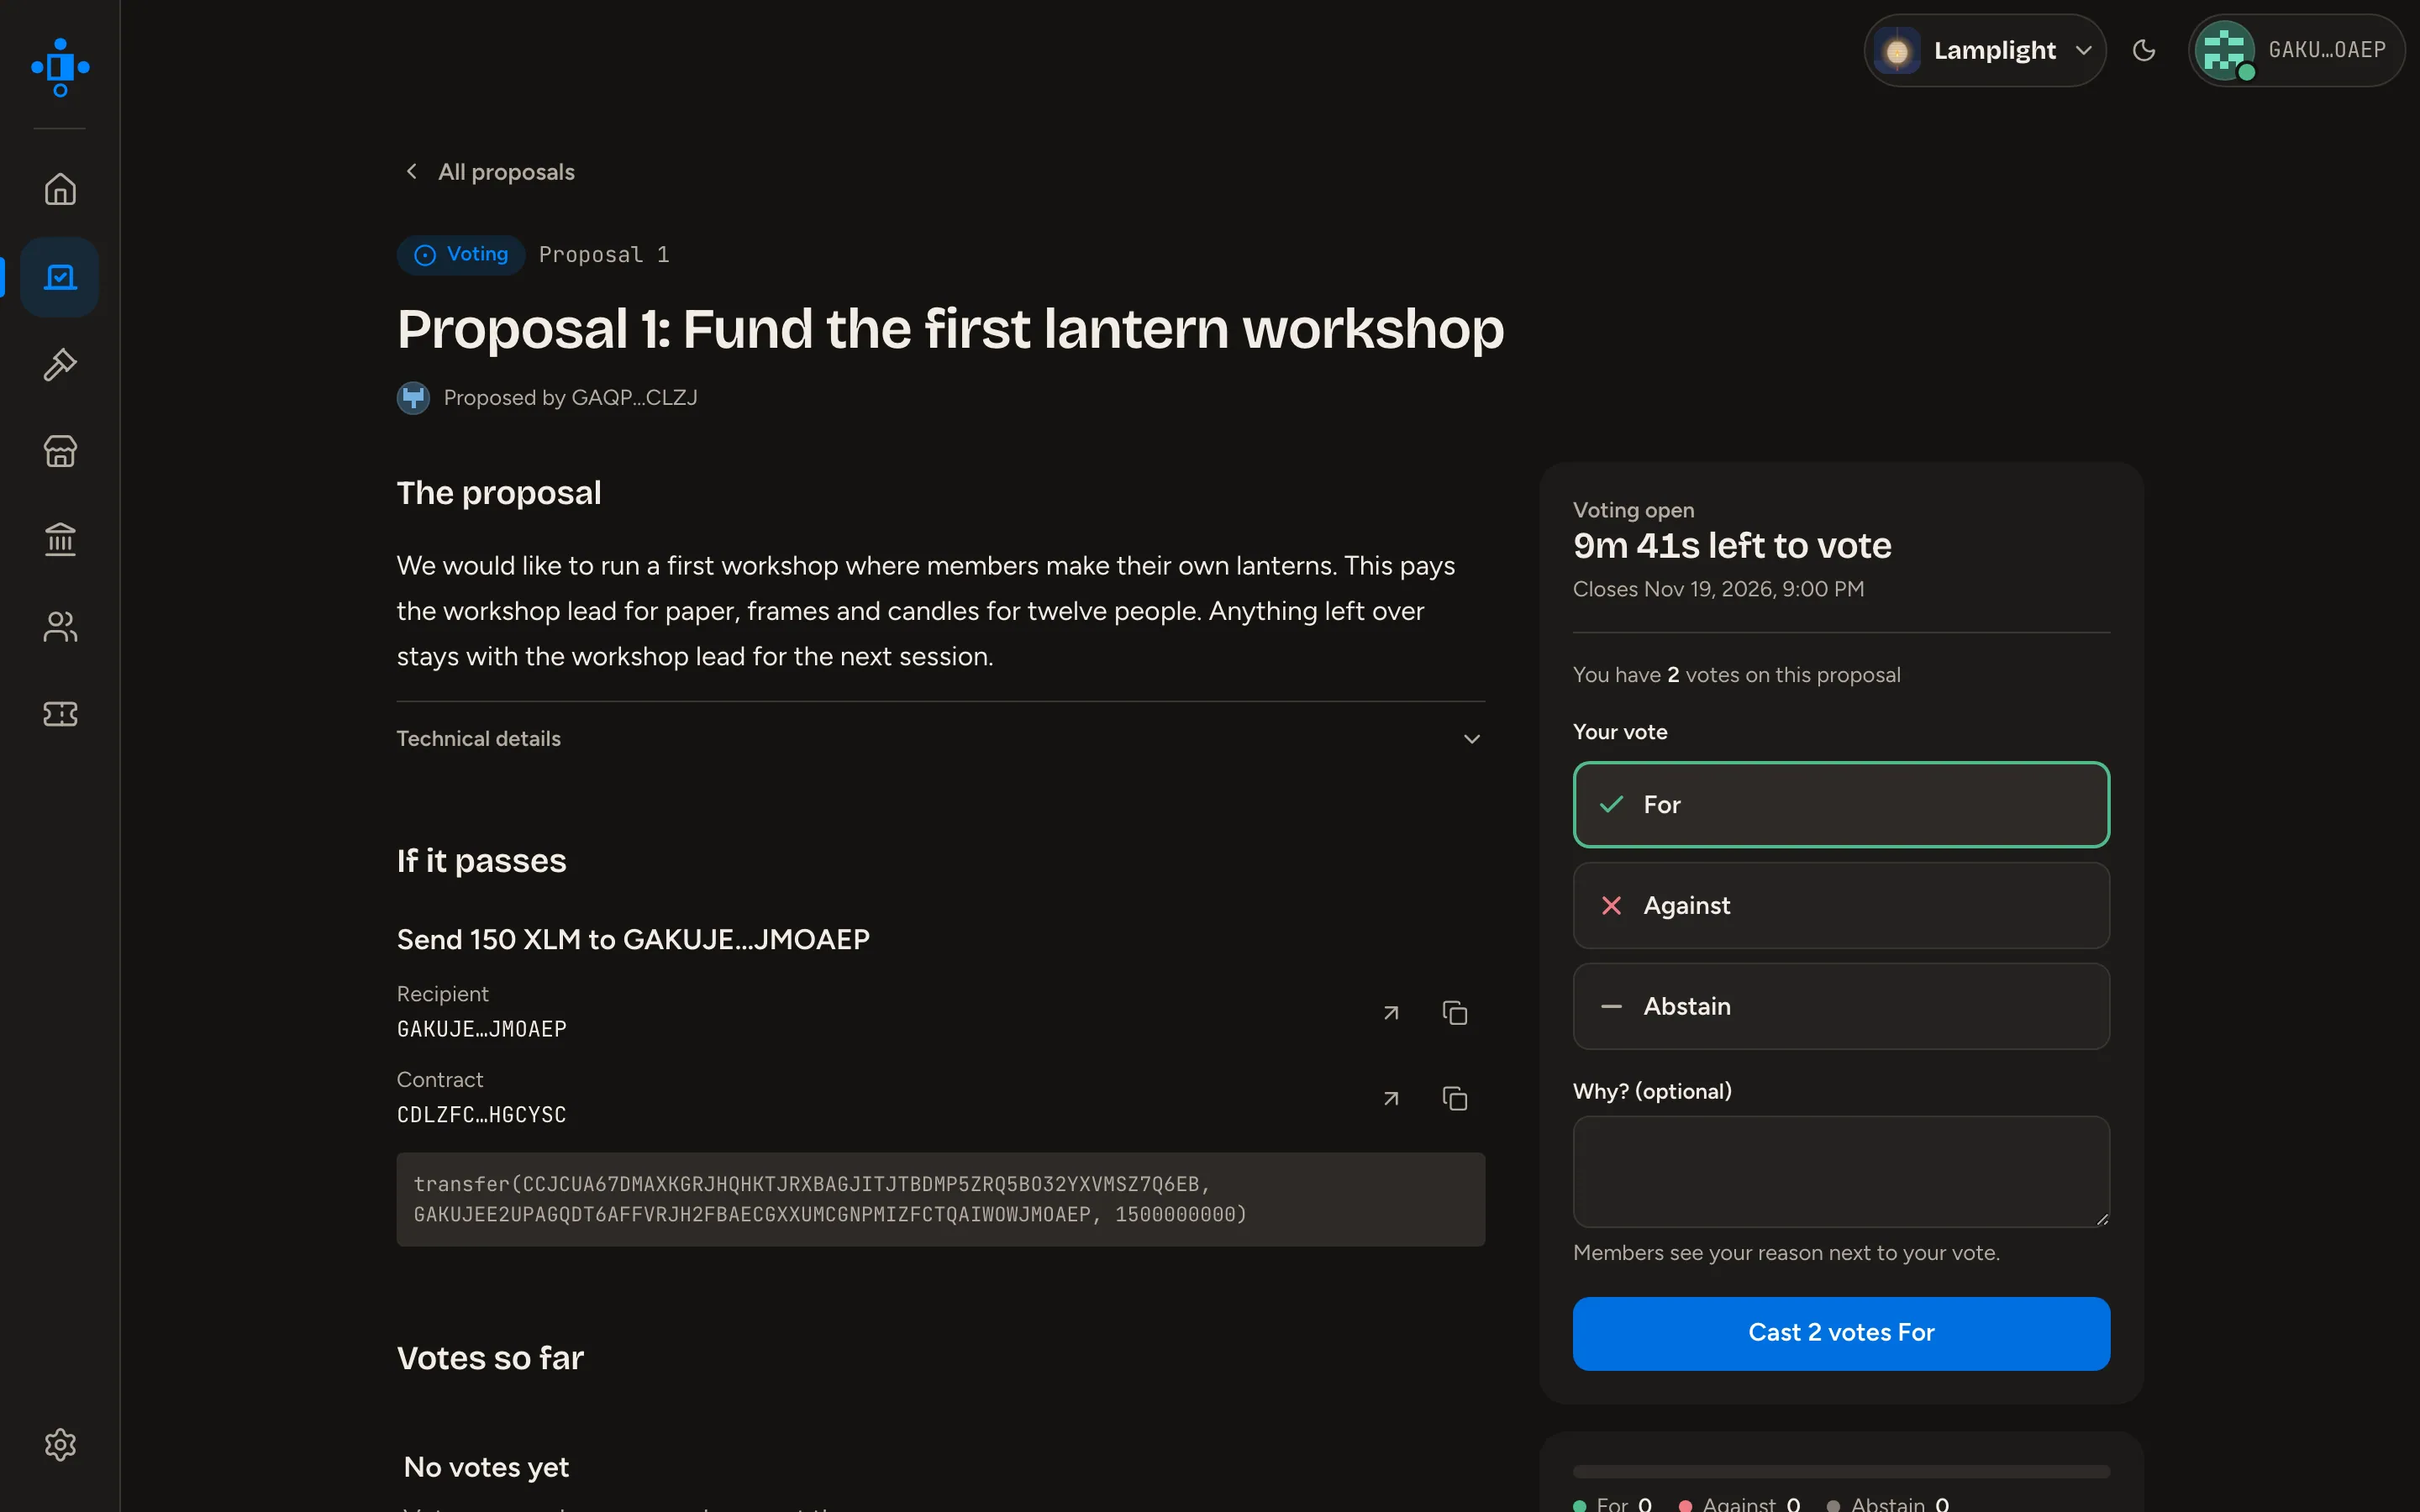 Lamplight
GAKU...OAEP
All proposals
Voting
Proposal 1
Proposal 1: Fund the first lantern workshop
Proposed by GAQP...CLZJ
The proposal
We would like to run a first workshop where members make their own lanterns. This pays
the workshop lead for paper, frames and candles for twelve people. Anything left over
stays with the workshop lead for the next session.
Technical details
If it passes
Send 150 XLM to GAKUJE...JMOAEP
Recipient
GAKUJE...JMOAEP
Contract
CDLZFC...HGCYSC
transfer(CCJCUA67DMAXKGRJHQHKTJRXBAGJITJTBDMP5ZRQ5BO32YXVMSZ7Q6EB,
GAKUJEE2UPAGQDT6AFFVRJH2FBAECGXXUMCGNPMIZFCTQAIWOWJMOAEP, 1500000000)
Votes so far
No votes yet
Voting open
9m 41s left to vote
Closes Nov 19, 2026, 9:00 PM
You have 2 votes on this proposal
Your vote
For
Against
Abstain
Why? (optional)
Members see your reason next to your vote.
Cast 2 votes For
For 0
Against 0
Abstain 0